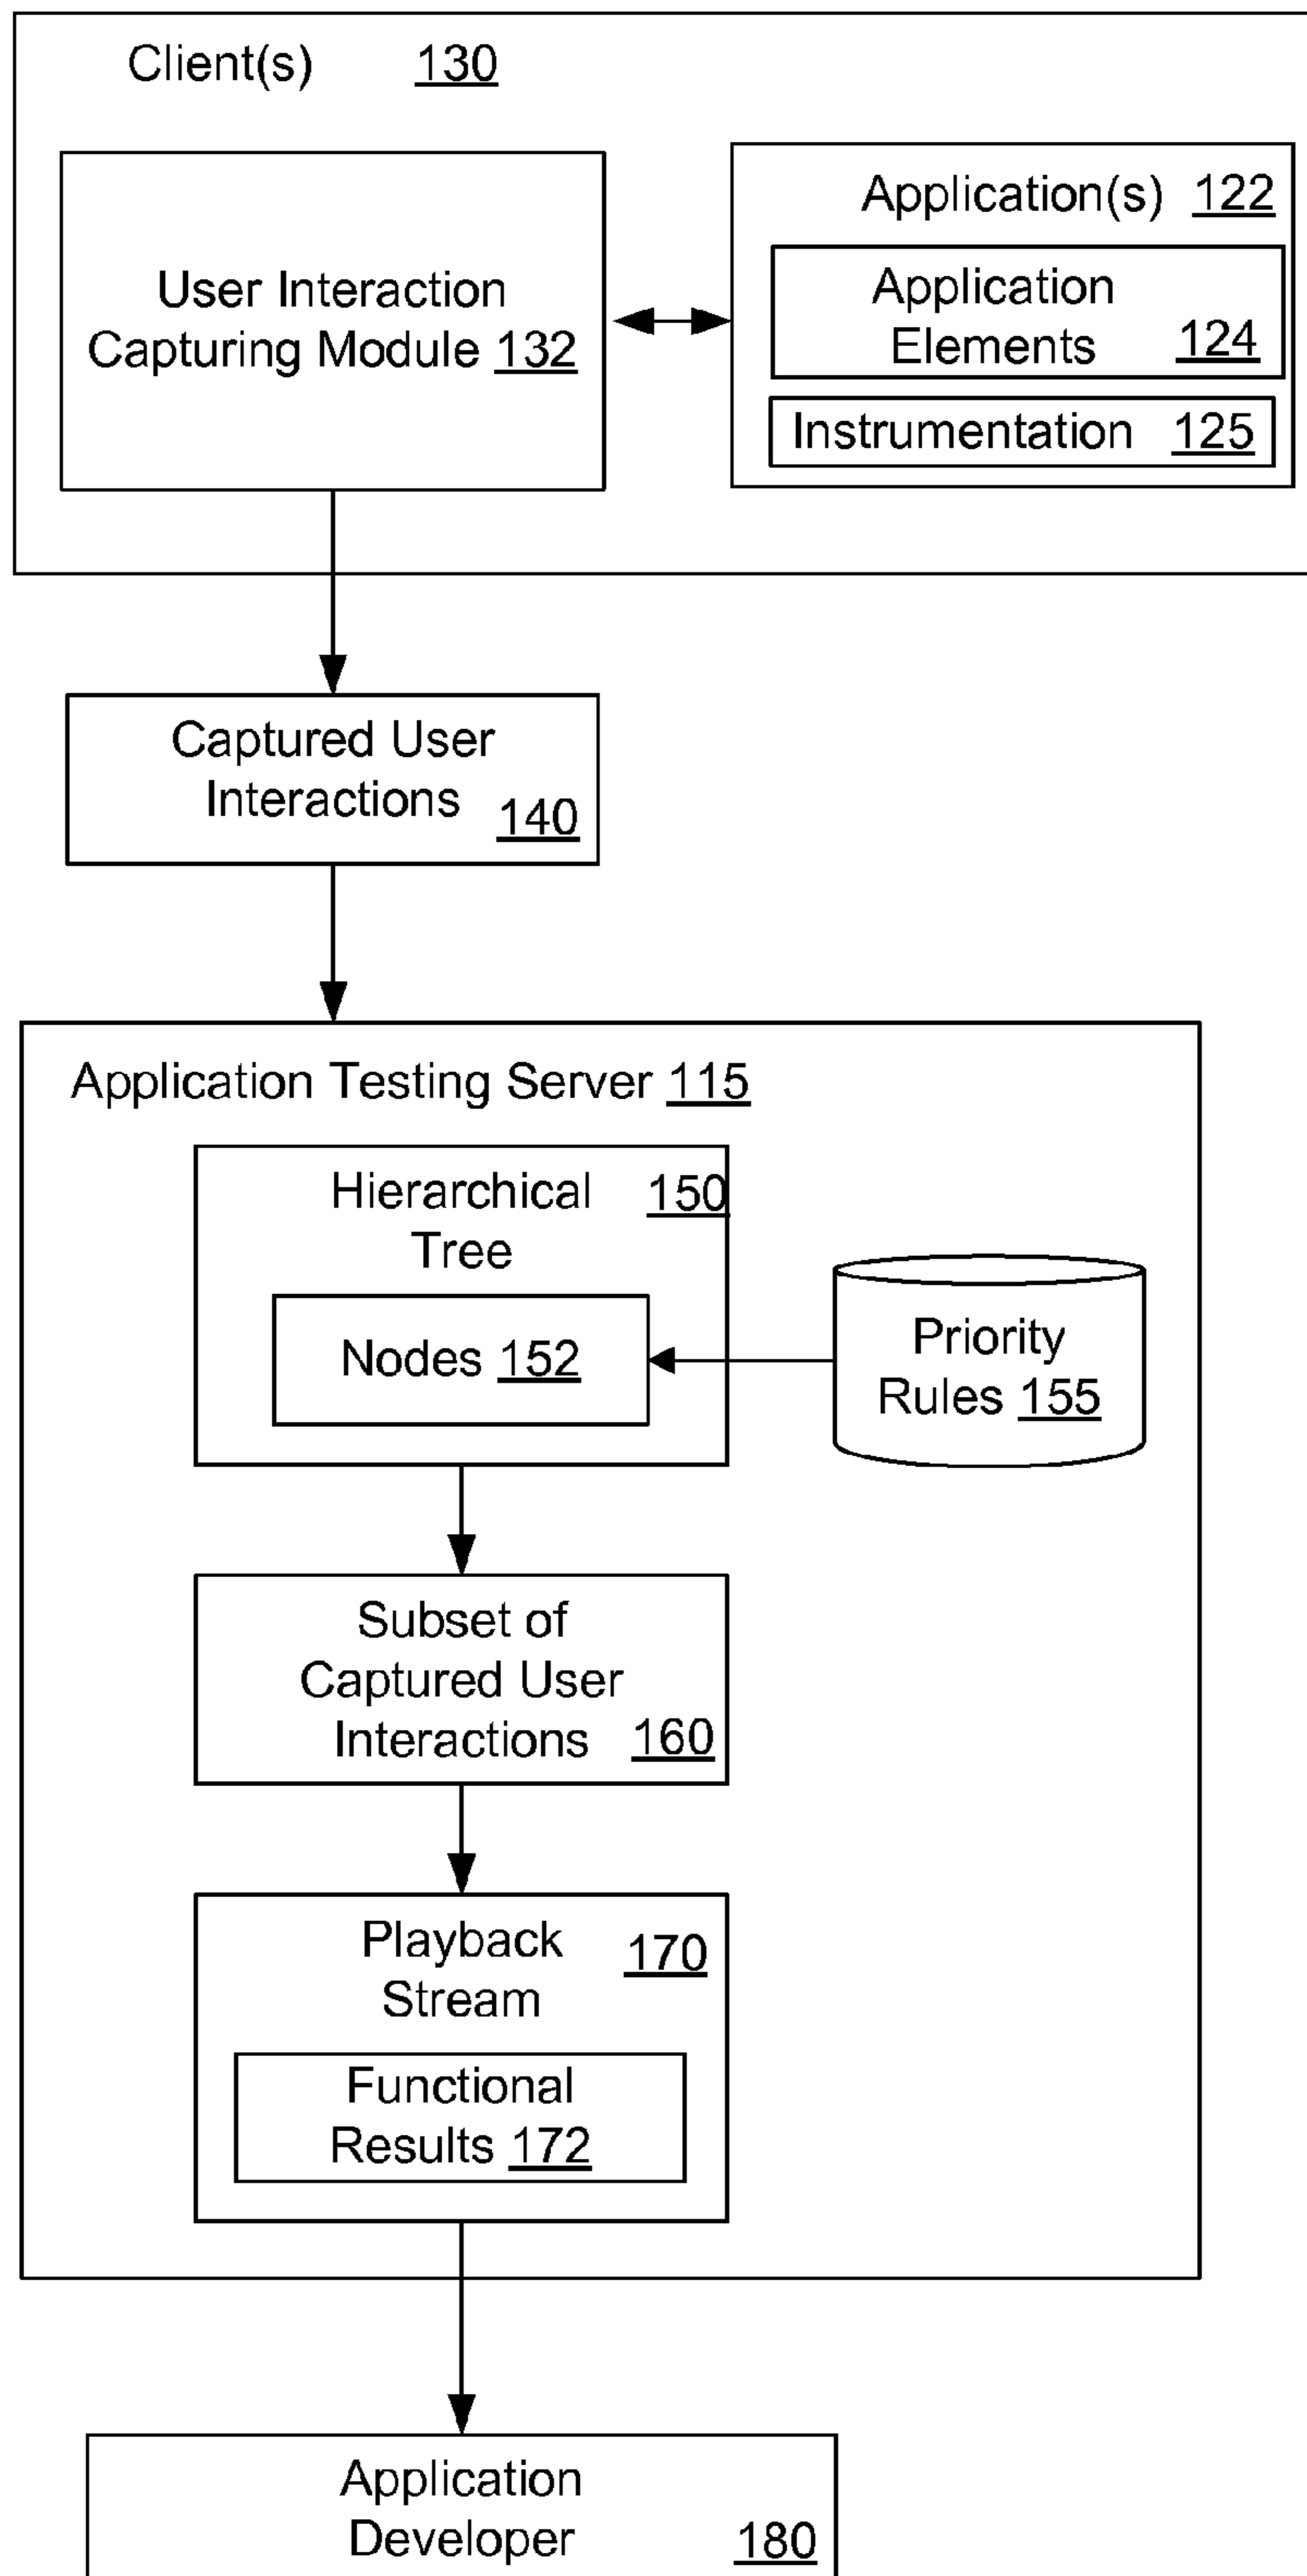 Client(s) 130
User Interaction
Capturing Module 132
Application(s) 122
Application
Elements 124
Instrumentation 125
Captured User
Interactions 140
Application Testing Server 115
Hierarchical 150
Tree
Nodes 152
Priority
Rules 155
Subset of
Captured User
Interactions 160
Playback 170
Stream
Functional
Results 172
Application
Developer 180